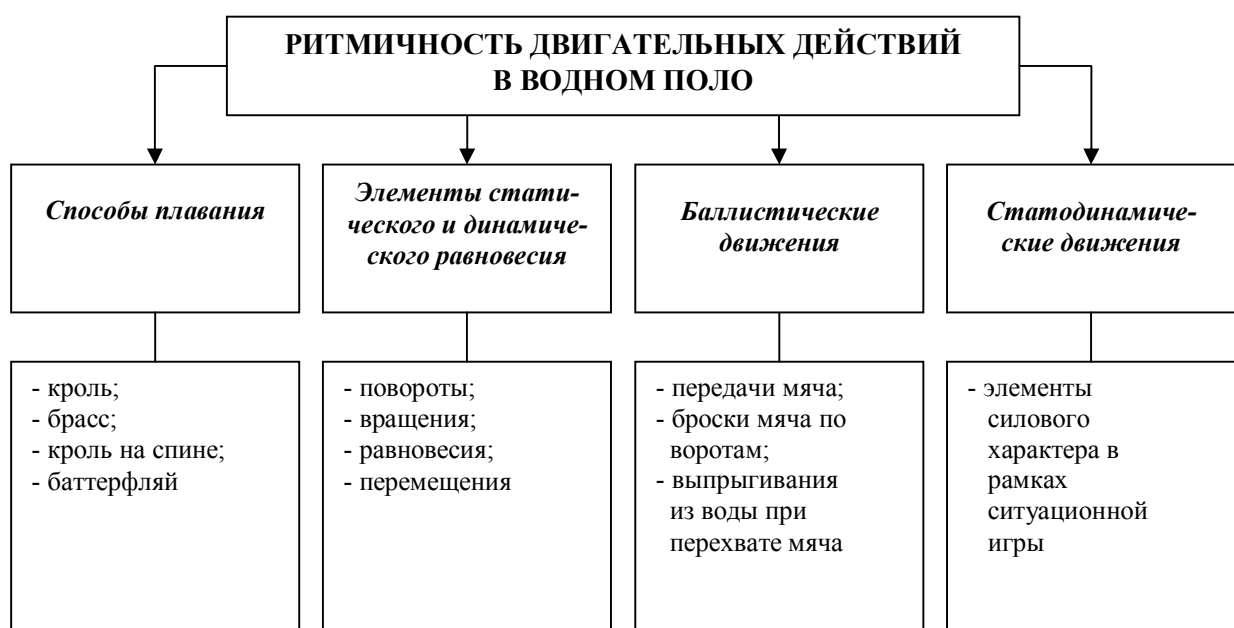 РИТМИЧНОСТЬ ДВИГАТЕЛЬНЫХ ДЕЙСТВИЙ
В ВОДНОМ ПОЛО
Способы плавания
Элементы стати-
ческого и динамиче-
ского равновесия
Баллистические
движения
Статодинамиче-
ские движения
- кроль;
- брасс;
- кроль на спине;
- баттерфляй
- повороты;
- вращения;
- равновесия;
- перемещения
- передачи мяча;
- броски мяча по
воротам;
- выпрыгивания
из воды при
перехвате мяча
- элементы
силового
характера в
рамках
ситуационной
игры